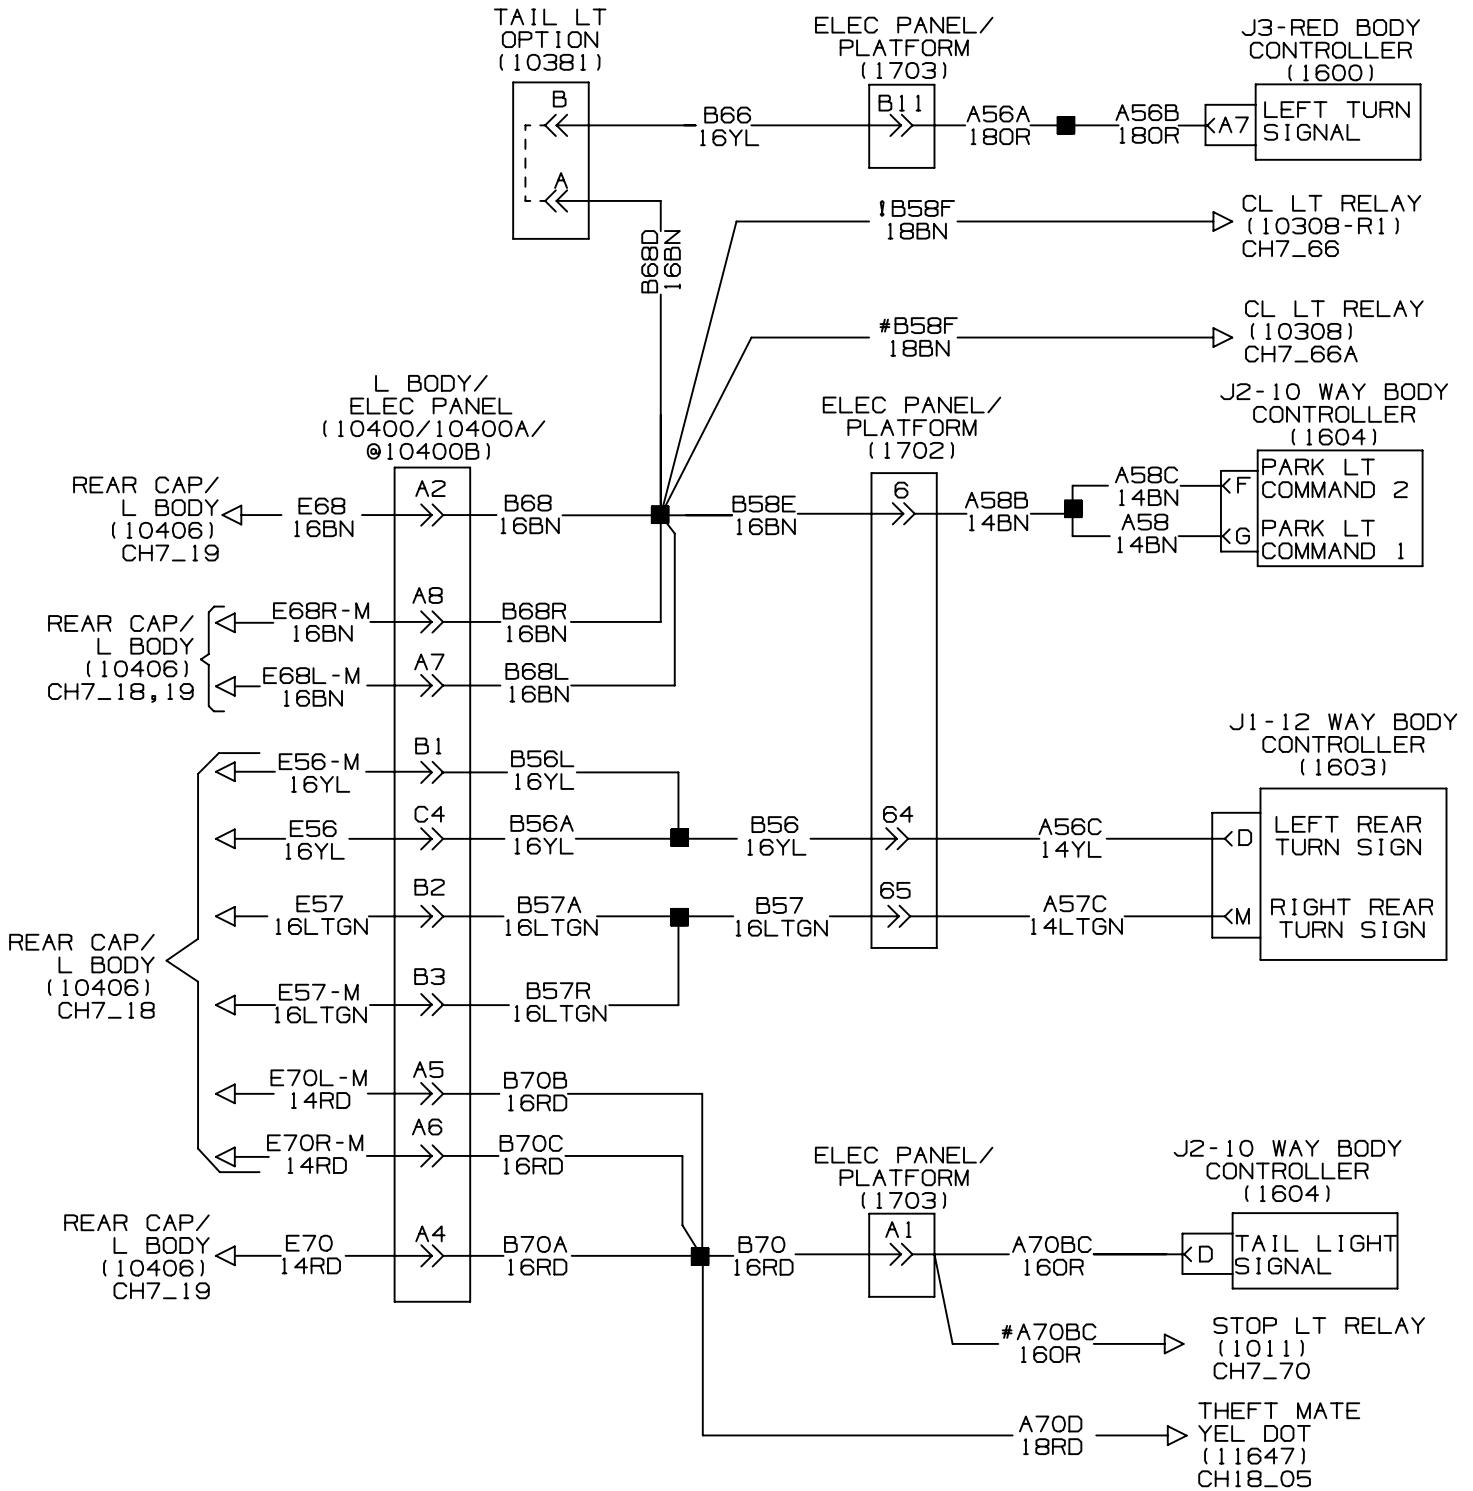 TAIL LT
OPTION
(10381)
B
A
B66
16YL
ELEC PANEL/
PLATFORM
(1703)
B11
A56A
18OR
A56B
18OR
J3-RED BODY
CONTROLLER
(1600)
A7
LEFT TURN
SIGNAL
B68D
16BN
!B58F
18BN
CL LT RELAY
(10308-R1)
CH7_66
#B58F
18BN
CL LT RELAY
(10308)
CH7_66A
L BODY/
ELEC PANEL
(10400/10400A/
@10400B)
ELEC PANEL/
PLATFORM
(1702)
J2-10 WAY BODY
CONTROLLER
(1604)
REAR CAP/
L BODY
(10406)
CH7_19
E68
16BN
A2
B68
16BN
B58E
16BN
6
A58B
14BN
A58C
14BN
A58
14BN
F
G
PARK LT
COMMAND 2
PARK LT
COMMAND 1
REAR CAP/
L BODY
(10406)
CH7_18,19
E68R-M
16BN
A8
B68R
16BN
E68L-M
16BN
A7
B68L
16BN
J1-12 WAY BODY
CONTROLLER
(1603)
E56-M
16YL
B1
B56L
16YL
E56
16YL
C4
B56A
16YL
B56
16YL
64
A56C
14YL
D
LEFT REAR
TURN SIGN
E57
16LTGN
B2
B57A
16LTGN
B57
16LTGN
65
A57C
14LTGN
M
RIGHT REAR
TURN SIGN
REAR CAP/
L BODY
(10406)
CH7_18
E57-M
16LTGN
B3
B57R
16LTGN
E70L-M
14RD
A5
B70B
16RD
E70R-M
14RD
A6
B70C
16RD
ELEC PANEL/
PLATFORM
(1703)
J2-10 WAY BODY
CONTROLLER
(1604)
REAR CAP/
L BODY
(10406)
CH7_19
E70
14RD
A4
B70A
16RD
B70
16RD
A1
A70BC
16OR
D
TAIL LIGHT
SIGNAL
#A70BC
16OR
STOP LT RELAY
(1011)
CH7_70
A70D
18RD
THEFT MATE
YEL DOT
(11647)
CH18_05